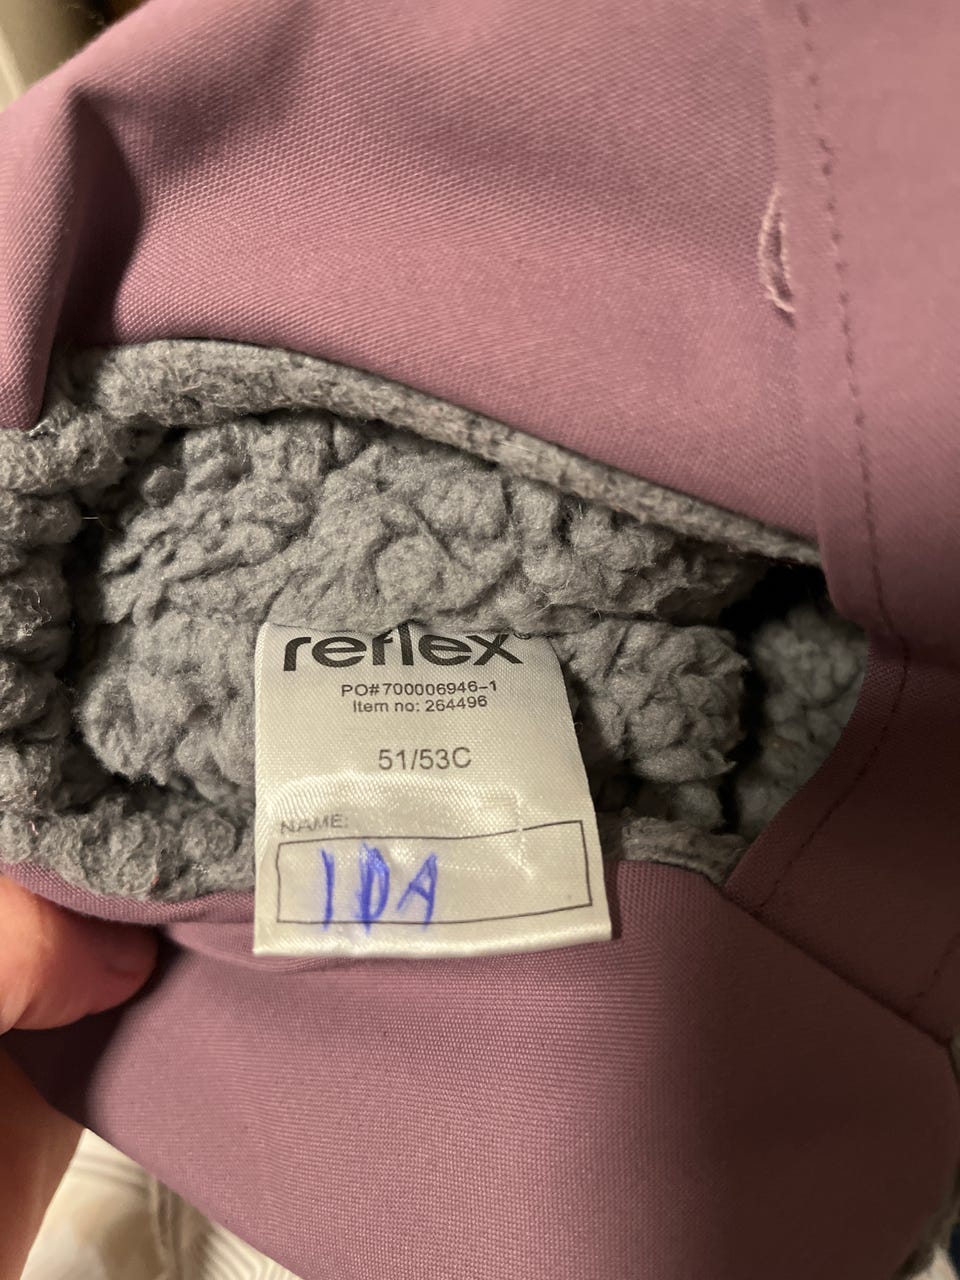 reflex®
PO#700006946-1
Item no: 264496
51/53C
NAME:
IDA